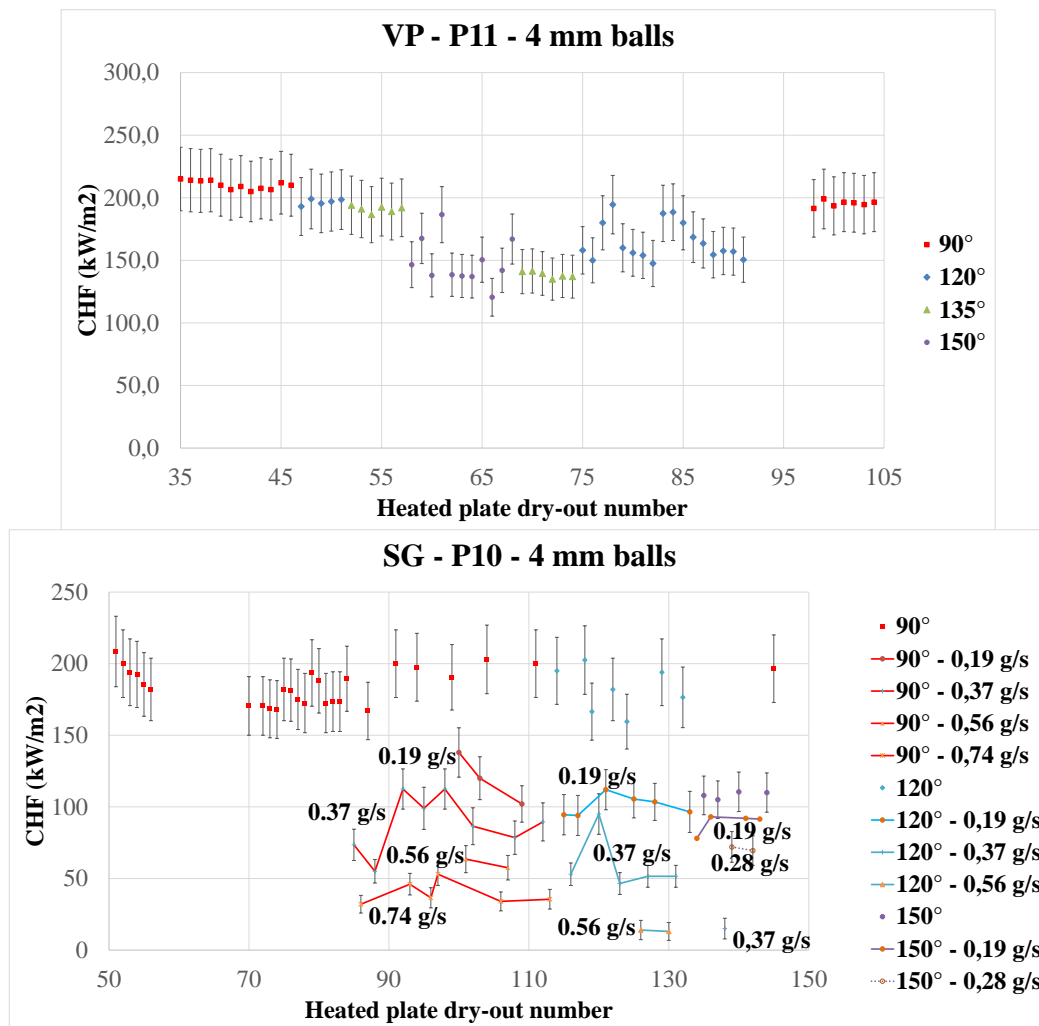 VP - P11 - 4 mm balls
300,0
250,0
200,0
150,0
100,0
50,0
0,0
CHF (kW/m2)
35 45 55 65 75 85 95 105
Heated plate dry-out number
90°
120°
135°
150°
SG - P10 - 4 mm balls
250
200
150
100
50
0
CHF (kW/m2)
0.19 g/s
0.37 g/s
0.56 g/s
0.74 g/s
0.19 g/s
0.37 g/s
0.56 g/s
0.19 g/s
0.28 g/s
0,37 g/s
50 70 90 110 130 150
Heated plate dry-out number
90°
90° - 0,19 g/s
90° - 0,37 g/s
90° - 0,56 g/s
90° - 0,74 g/s
120°
120° - 0,19 g/s
120° - 0,37 g/s
120° - 0,56 g/s
150°
150° - 0,19 g/s
150° - 0,28 g/s